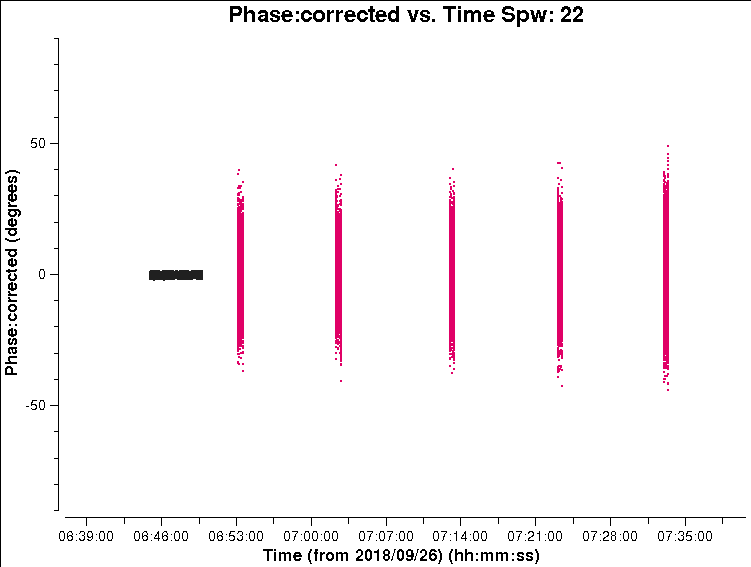 Phase:corrected vs. Time Spw: 22
Phase:corrected (degrees)
50
0
-50
06:39:00 06:46:00 06:53:00 07:00:00 07:07:00 07:14:00 07:21:00 07:28:00 07:35:00
Time (from 2018/09/26) (hh:mm:ss)